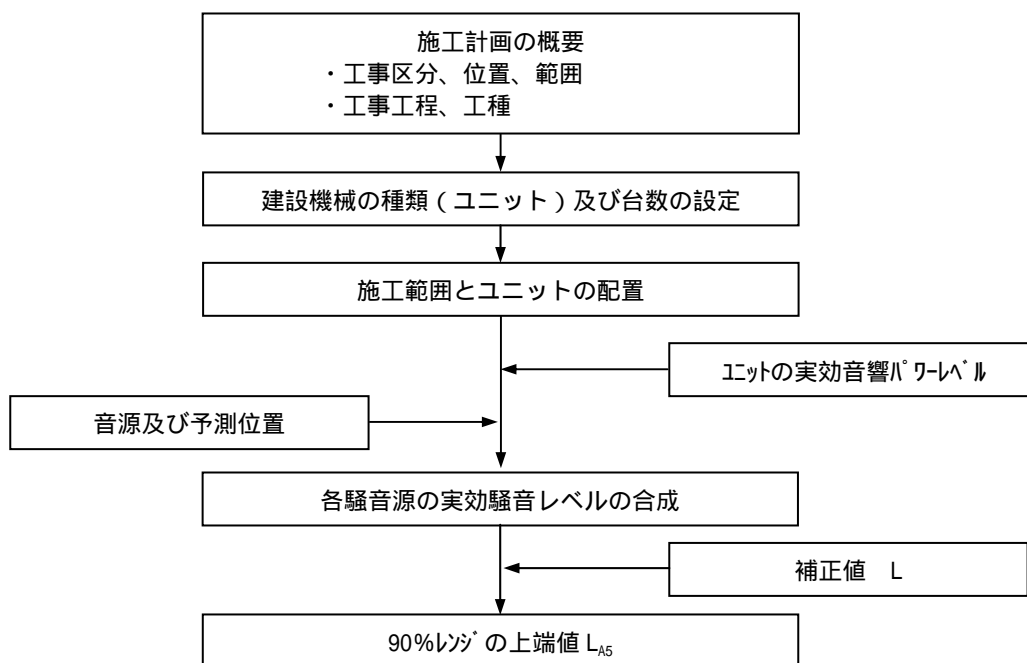 施工計画の概要
・工事区分、位置、範囲
・工事工程、工種
建設機械の種類（ユニット）及び台数の設定
施工範囲とユニットの配置
ﾕﾆｯﾄの実効音響ﾊﾟﾜｰﾚﾍﾞﾙ
音源及び予測位置
各騒音源の実効騒音レベルの合成
補正値　L
90%ﾚﾝｼﾞの上端値 LA5